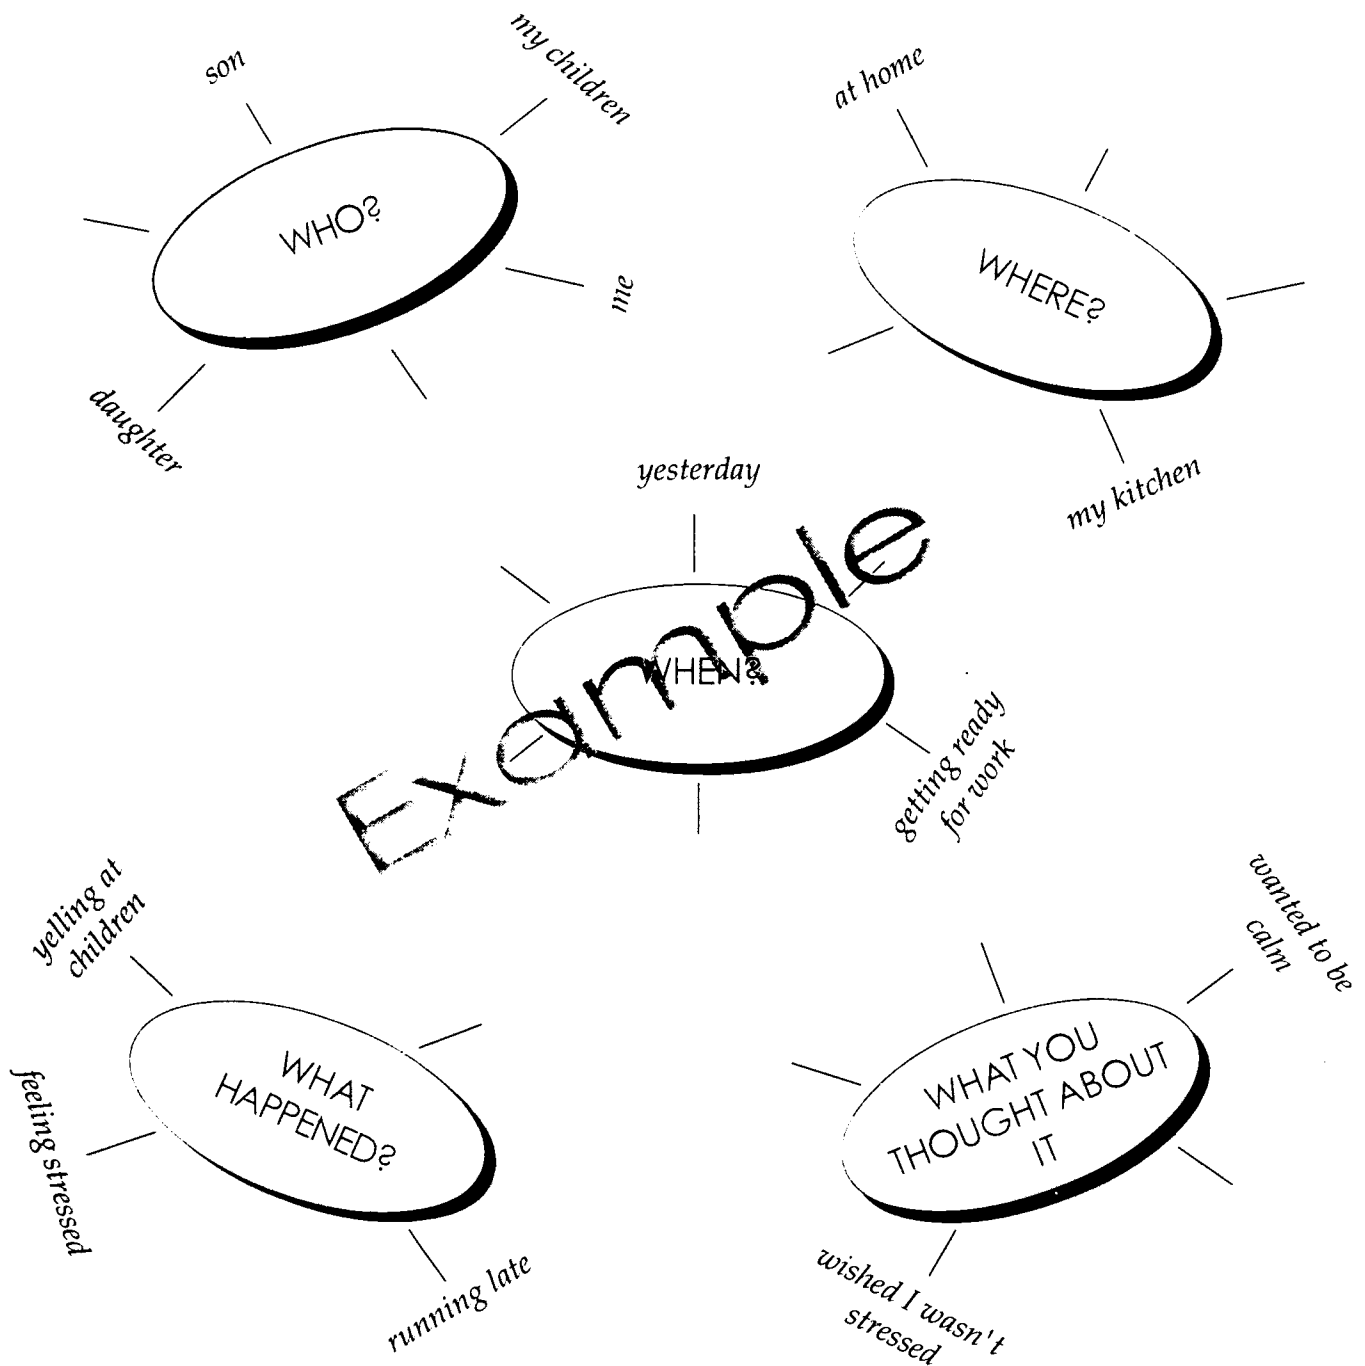 son
my children
WHO?
me
daughter
at home
WHERE?
my kitchen
yesterday
WHEN?
Example
getting ready
for work
yelling at
children
WHAT
HAPPENED?
feeling stressed
running late
wanted to be
calm
WHAT YOU
THOUGHT ABOUT
IT
wished I wasn't
stressed